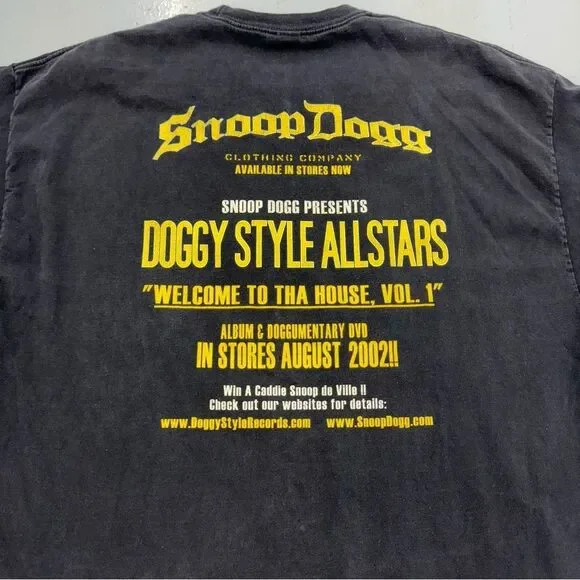 Snoop Dogg
CLOTHING COMPANY
AVAILABLE IN STORES NOW
SNOOP DOGG PRESENTS
DOGGY STYLE ALLSTARS
"WELCOME TO THA HOUSE, VOL. 1"
ALBUM & DOGGUMENTARY DVD
IN STORES AUGUST 2002!!
Win A Caddie Snoop de Ville !!
Check out our websites for details:
www.DoggyStyleRecords.com www.SnoopDogg.com